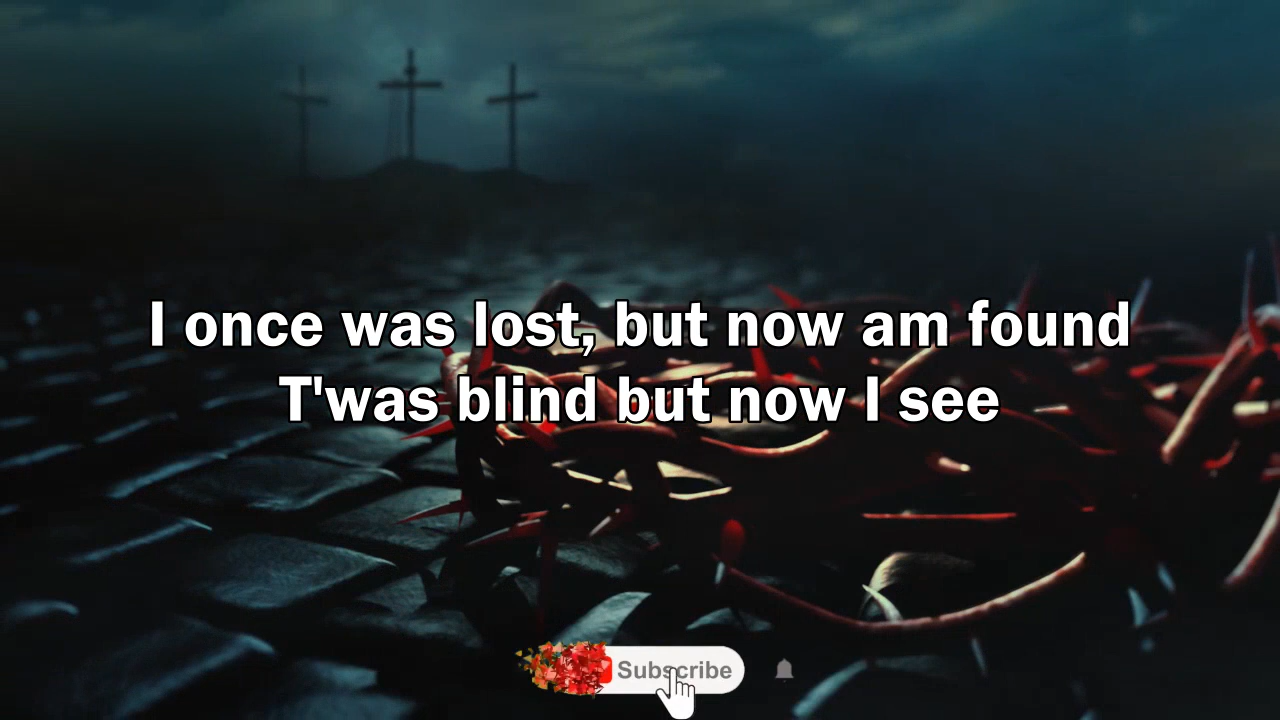 I once was lost, but now am found
T'was blind but now I see
Subscribe